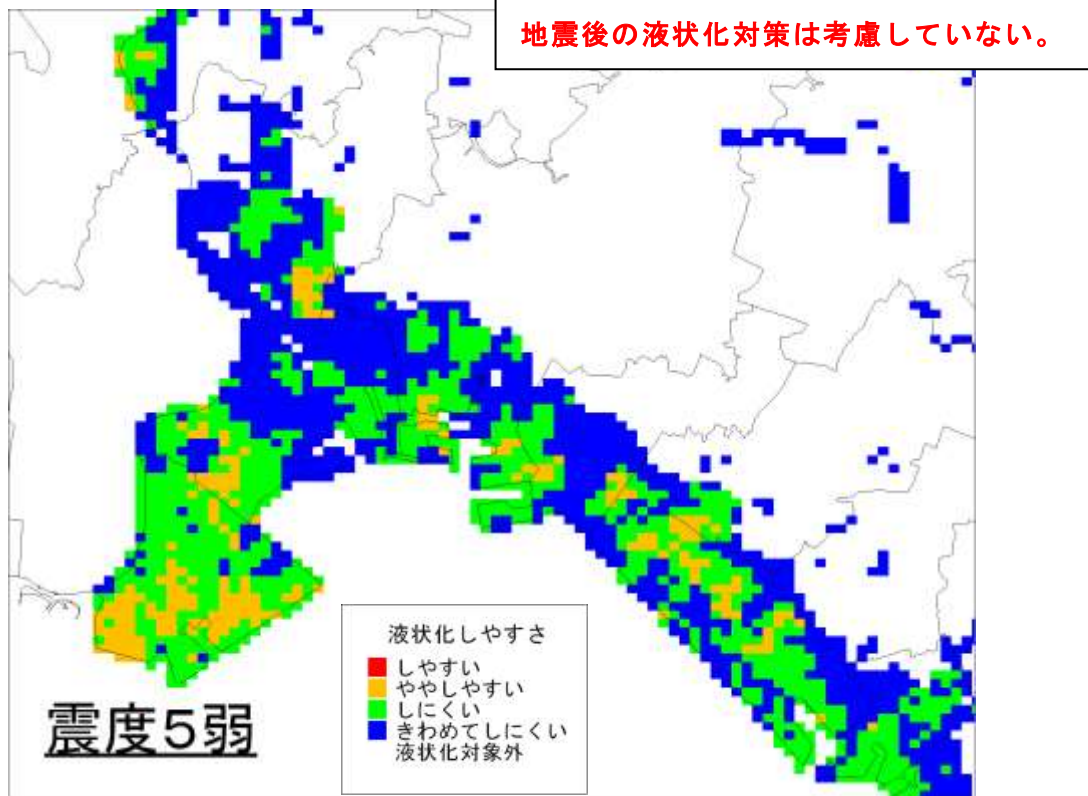 地震後の液状化対策は考慮していない。
液状化しやすさ
しやすい
ややしやすい
しにくい
きわめてしにくい
液状化対象外
震度5弱